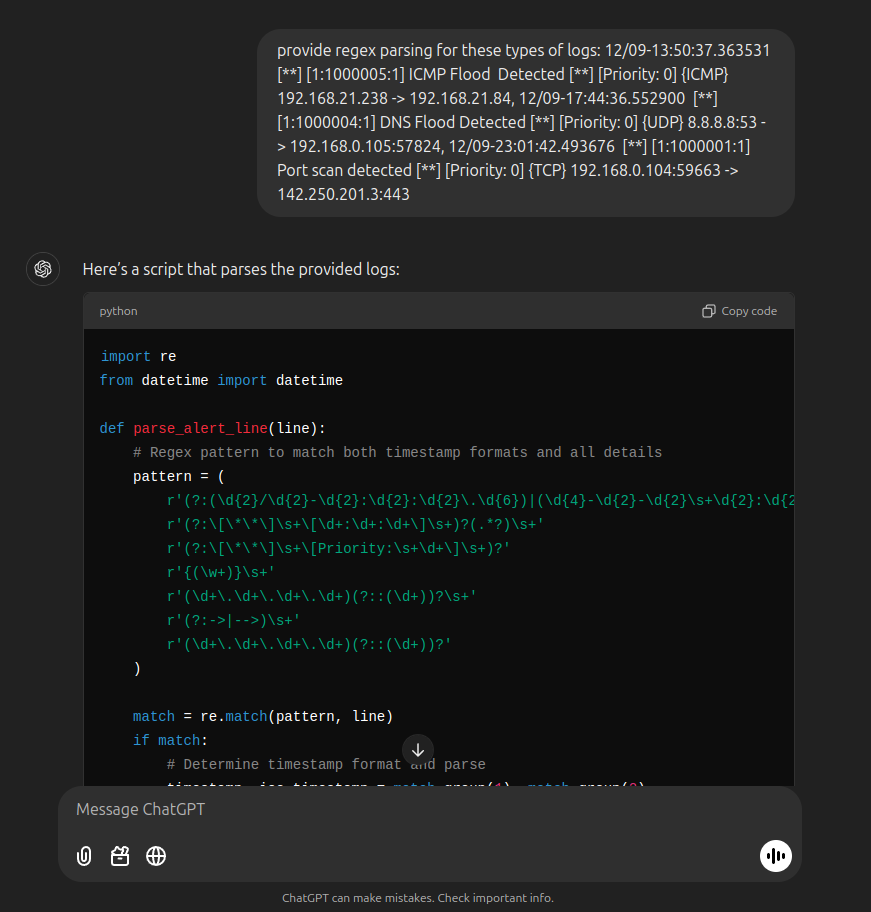 provide regex parsing for these types of logs: 12/09-13:50:37.363531
[**] [1:1000005:1] ICMP Flood  Detected [**] [Priority: 0] {ICMP}
192.168.21.238 -> 192.168.21.84, 12/09-17:44:36.552900  [**]
[1:1000004:1] DNS Flood Detected [**] [Priority: 0] {UDP} 8.8.8.8:53 -
> 192.168.0.105:57824, 12/09-23:01:42.493676  [**] [1:1000001:1]
Port scan detected [**] [Priority: 0] {TCP} 192.168.0.104:59663 ->
142.250.201.3:443
Here's a script that parses the provided logs:
python
Copy code
import re
from datetime import datetime
def parse_alert_line(line):
    # Regex pattern to match both timestamp formats and all details
    pattern = (
        r'(?:(\d{2}/\d{2}-\d{2}:\d{2}:\d{2}\.\d{6})|(\d{4}-\d{2}-\d{2}\s+\d{2}:\d{2
        r'(?:\[\*\*\]\s+\[\d+:\d+:\d+\]\s+)?(.*?)\s+'
        r'(?:\[\*\*\]\s+\[Priority:\s+\d+\]\s+)?'
        r'{(\w+)}\s+'
        r'(\d+\.\d+\.\d+\.\d+)(?::(\d+))?\s+'
        r'(?:->|-->)\s+'
        r'(\d+\.\d+\.\d+\.\d+)(?::(\d+))?'
    )
    match = re.match(pattern, line)
    if match:
        # Determine timestamp format and parse
Message ChatGPT
ChatGPT can make mistakes. Check important info.